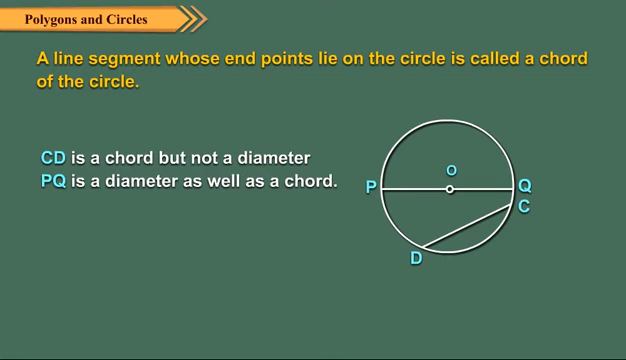 Polygons and Circles
A line segment whose end points lie on the circle is called a chord
of the circle.
CD is a chord but not a diameter
PQ is a diameter as well as a chord.
O
P
Q
C
D